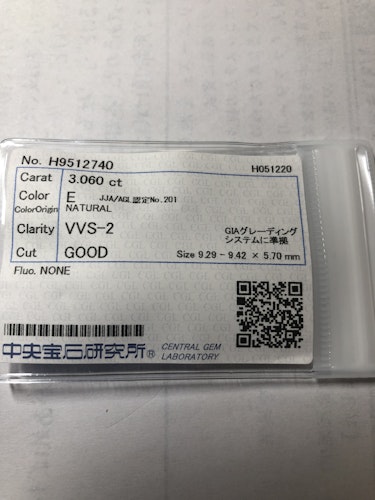 No. H9512740 H051220
Carat 3.060 ct
Color E JJA/AGL認定No.201
ColorOrigin NATURAL
Clarity VVS-2 GIAグレーディング
システムに準拠
Cut GOOD Size 9.29 - 9.42 × 5.70 mm
Fluo. NONE
中央宝石研究所® CENTRAL GEM
LABORATORY